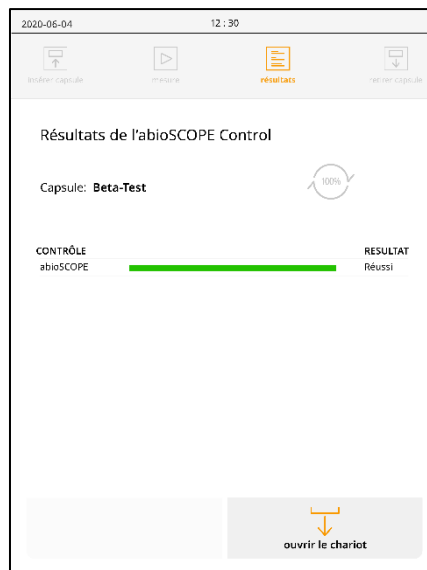 2020-06-04 12 : 30
insérer capsule mesure résultats retirer capsule
Résultats de l'abioSCOPE Control
Capsule: Beta-Test
100%
CONTRÔLE RESULTAT
abioSCOPE Réussi
ouvrir le chariot